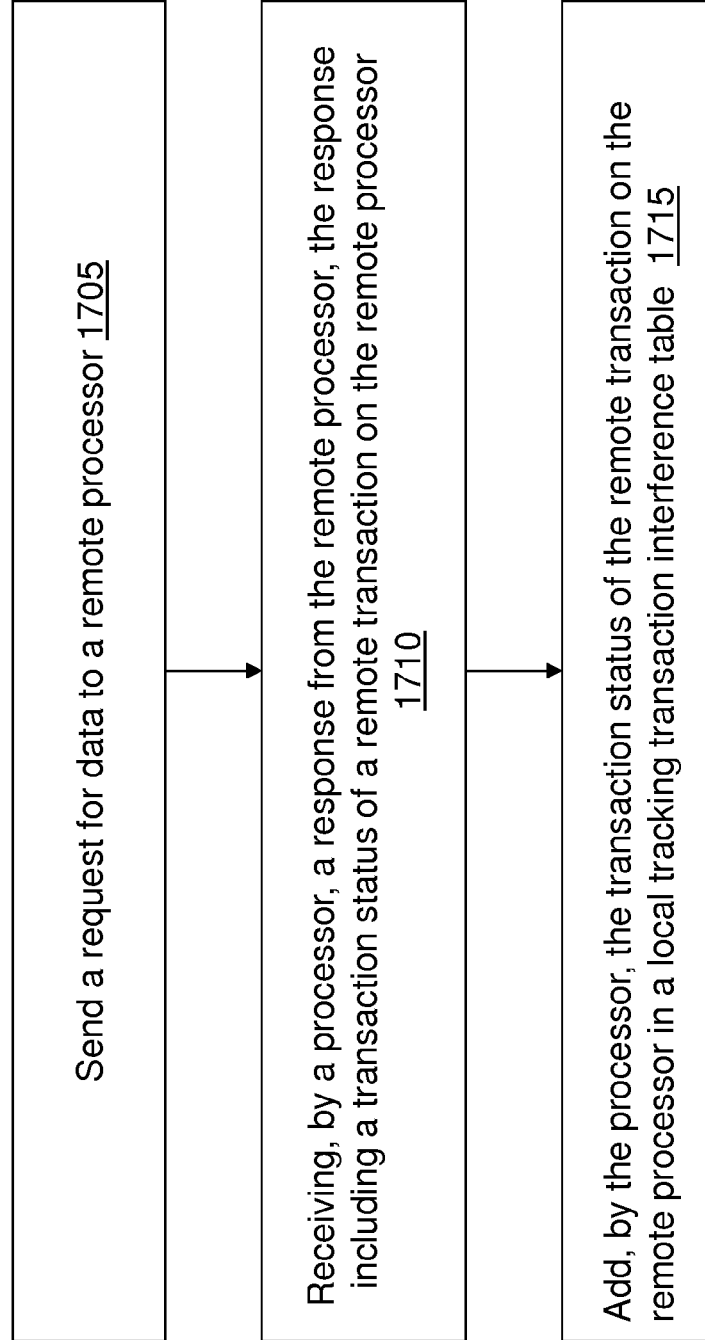 Send a request for data to a remote processor 1705
Receiving, by a processor, a response from the remote processor, the response
including a transaction status of a remote transaction on the remote processor
1710
Add, by the processor, the transaction status of the remote transaction on the
remote processor in a local tracking transaction interference table 1715